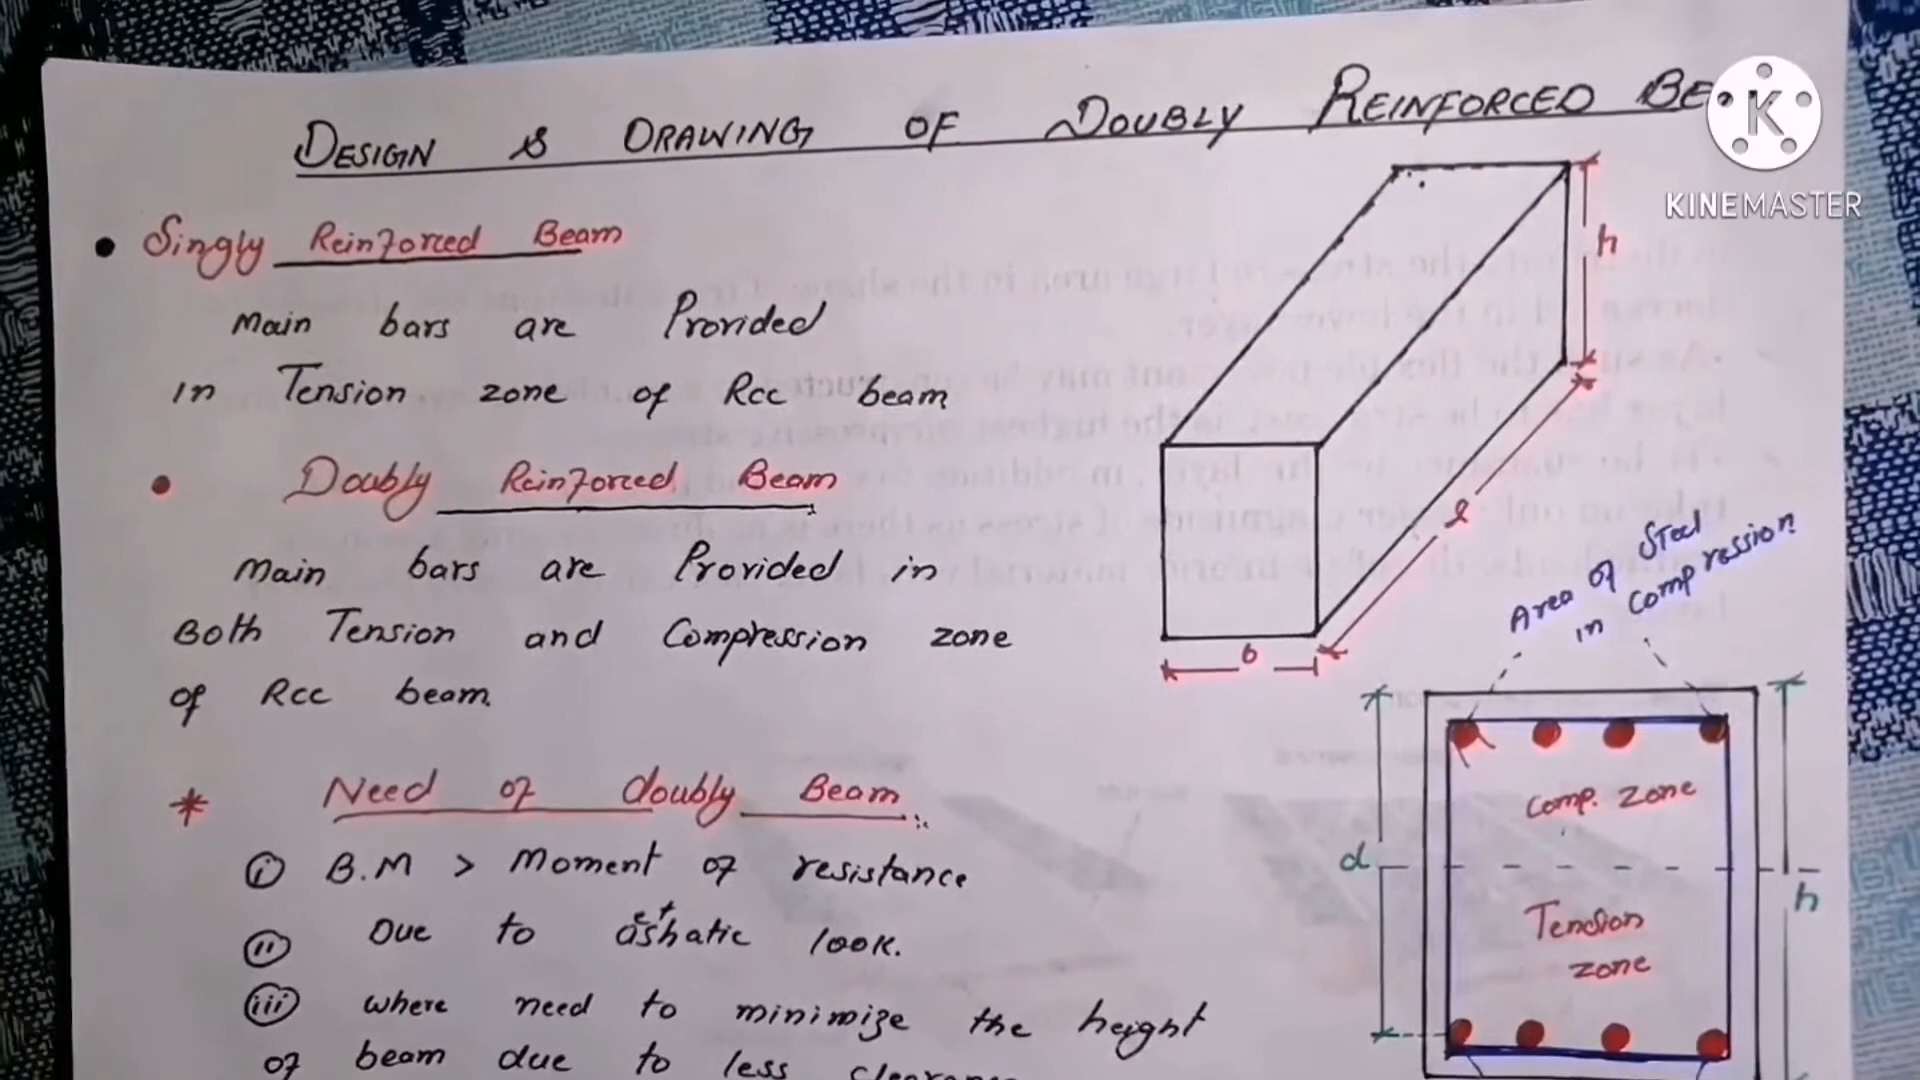 DESIGN & DRAWING OF DOUBLY REINFORCED BE
KINEMASTER
• Singly Reinforced Beam
Main bars are Provided
in Tension zone of Rcc beam
• Doubly Reinforced Beam
Main bars are Provided in
Both Tension and Compression zone
of Rcc beam.
* Need of doubly Beam
(i) B.M > Moment of resistance
(ii) Due to look.
(iii) where need to minimize the height
of beam due to less
h
l
b
Area of Steel
in Compression
Comp. zone
d
h
Tension
zone